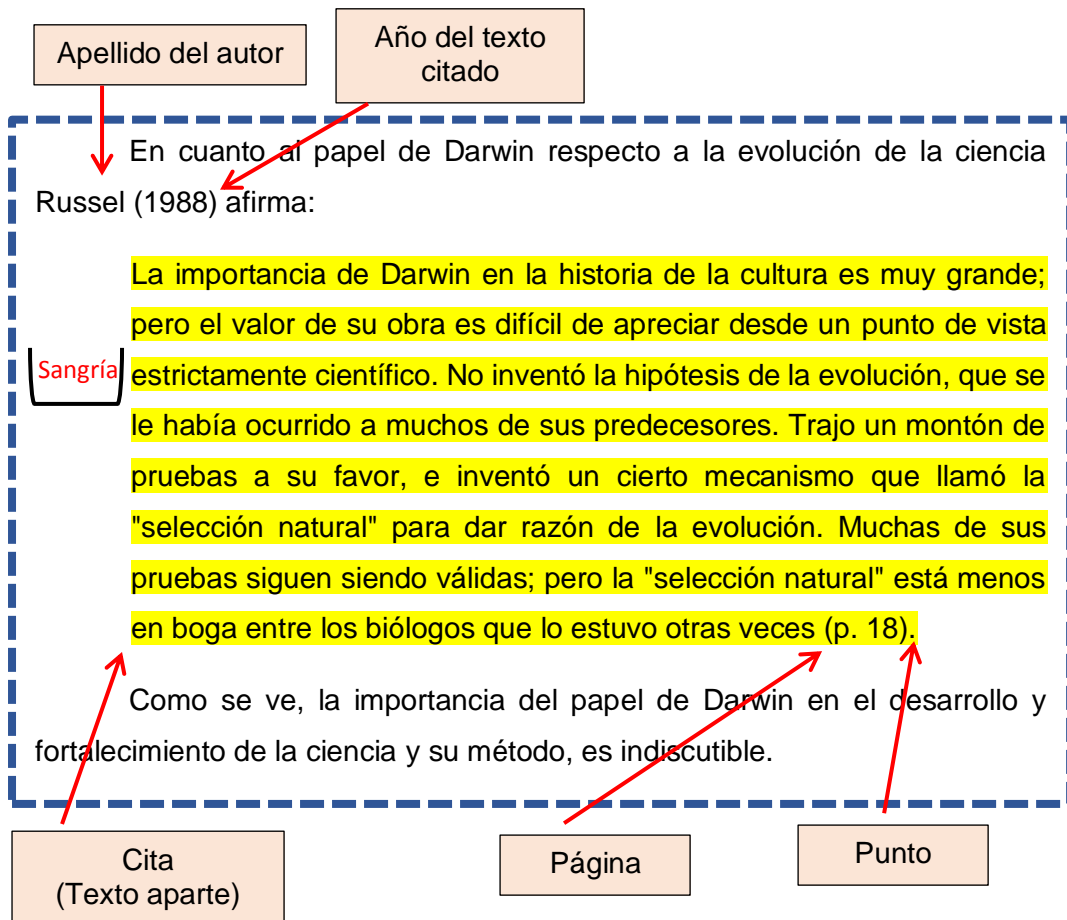 Apellido del autor
Año del texto
citado
En cuanto al papel de Darwin respecto a la evolución de la ciencia
Russel (1988) afirma:
La importancia de Darwin en la historia de la cultura es muy grande;
pero el valor de su obra es difícil de apreciar desde un punto de vista
Sangría
estrictamente científico. No inventó la hipótesis de la evolución, que se
le había ocurrido a muchos de sus predecesores. Trajo un montón de
pruebas a su favor, e inventó un cierto mecanismo que llamó la
"selección natural" para dar razón de la evolución. Muchas de sus
pruebas siguen siendo válidas; pero la "selección natural" está menos
en boga entre los biólogos que lo estuvo otras veces (p. 18).
Como se ve, la importancia del papel de Darwin en el desarrollo y
fortalecimiento de la ciencia y su método, es indiscutible.
Cita
(Texto aparte)
Página
Punto